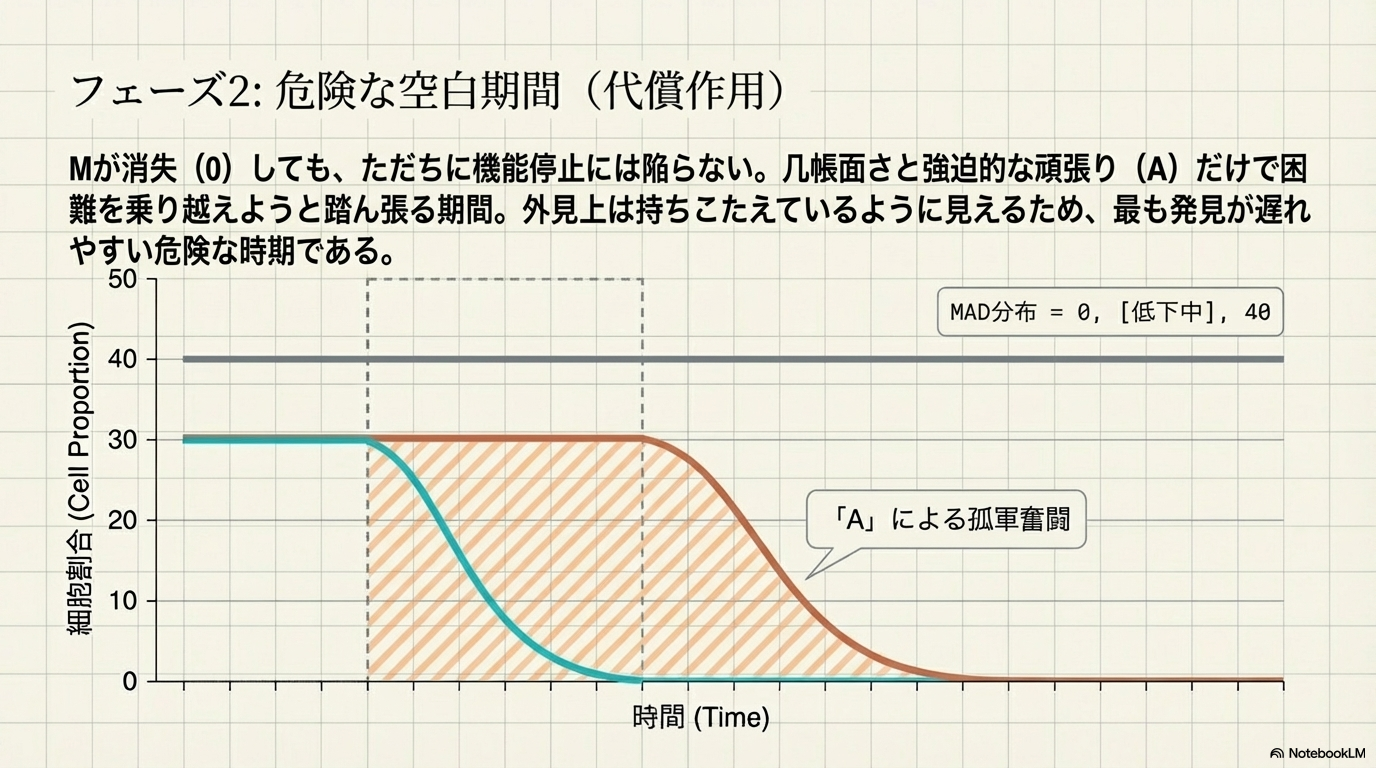 フェーズ2: 危険な空白期間（代償作用）
Mが消失（0）しても、ただちに機能停止には陥らない。几帳面さと強迫的な頑張り（A）だけで困
難を乗り越えようと踏ん張る期間。外見上は持ちこたえているように見えるため、最も発見が遅れ
やすい危険な時期である。
50
40
30
20
10
0
細胞割合 (Cell Proportion)
MAD分布 = 0, [低下中], 40
「A」による孤軍奮闘
時間 (Time)
NotebookLM